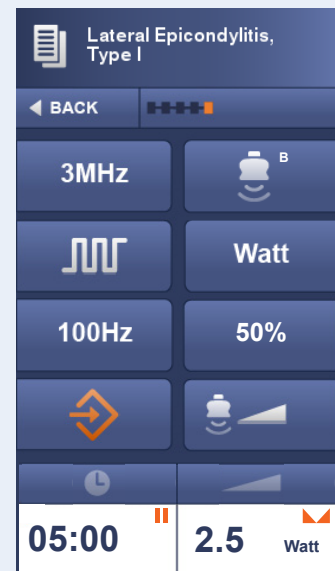 Lateral Epicondylitis,
Type I
BACK
3MHz
B
Watt
100Hz
50%
05:00
2.5 Watt